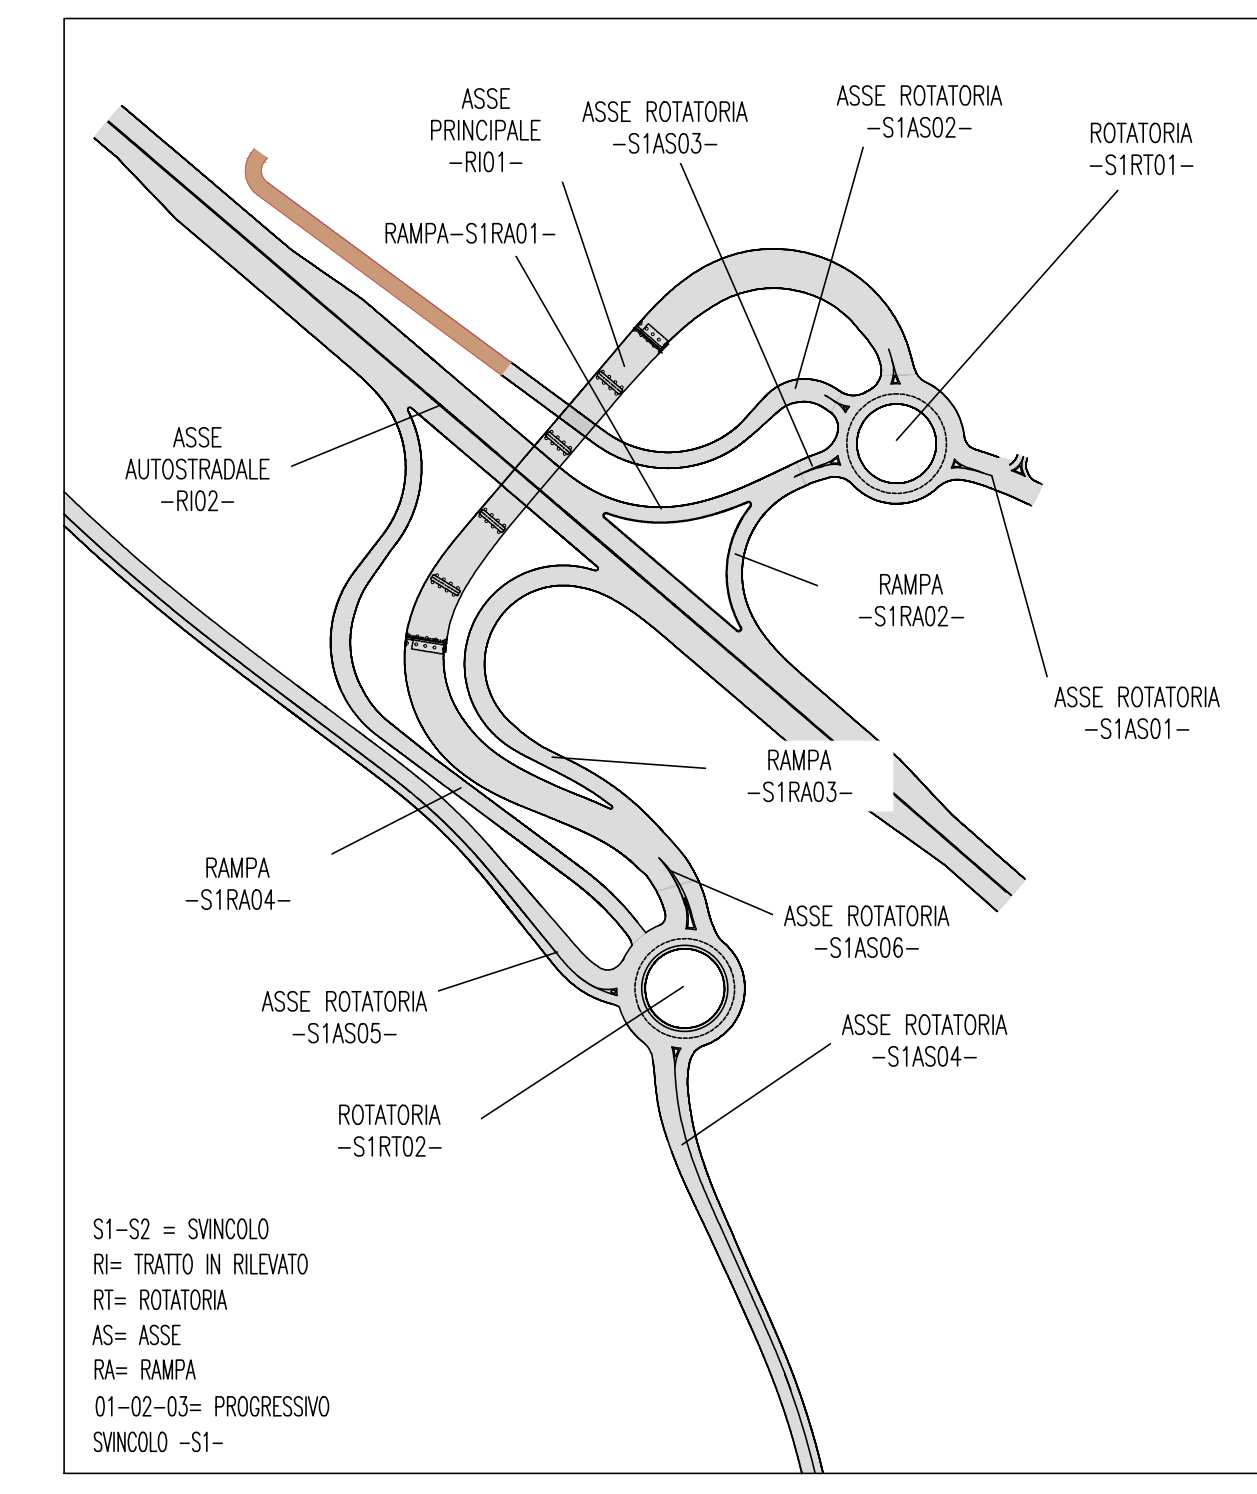 ASSE
PRINCIPALE
-RI01-
ASSE ROTATORIA
-S1AS03-
ASSE ROTATORIA
-S1AS02-
ROTATORIA
-S1RT01-
RAMPA-S1RA01-
ASSE
AUTOSTRADALE
-RI02-
RAMPA
-S1RA02-
ASSE ROTATORIA
-S1AS01-
RAMPA
-S1RA03-
RAMPA
-S1RA04-
ASSE ROTATORIA
-S1AS06-
ASSE ROTATORIA
-S1AS05-
ASSE ROTATORIA
-S1AS04-
ROTATORIA
-S1RT02-
S1-S2 = SVINCOLO
RI= TRATTO IN RILEVATO
RT= ROTATORIA
AS= ASSE
RA= RAMPA
01-02-03= PROGRESSIVO
SVINCOLO -S1-